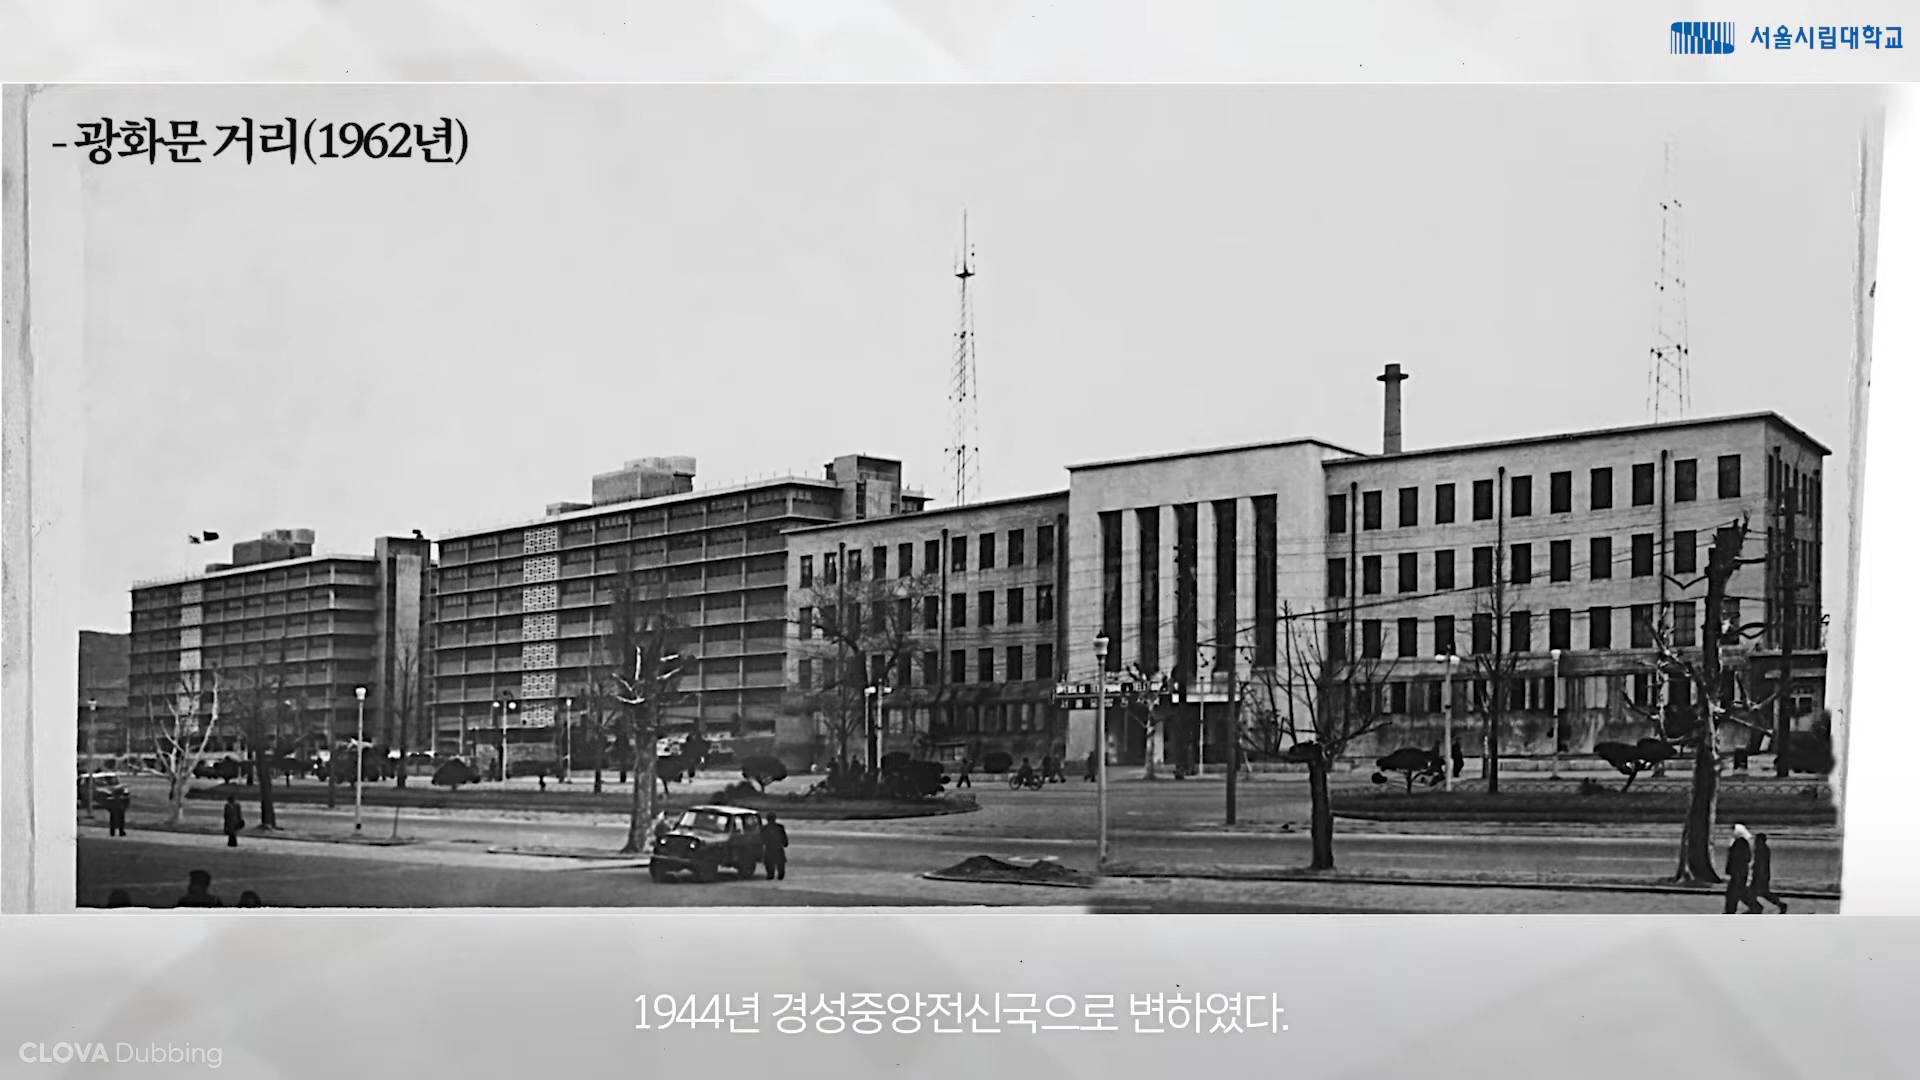 서울시립대학교
- 광화문 거리(1962년)
1944년 경성중앙전신국으로 변하였다.
CLOVA Dubbing